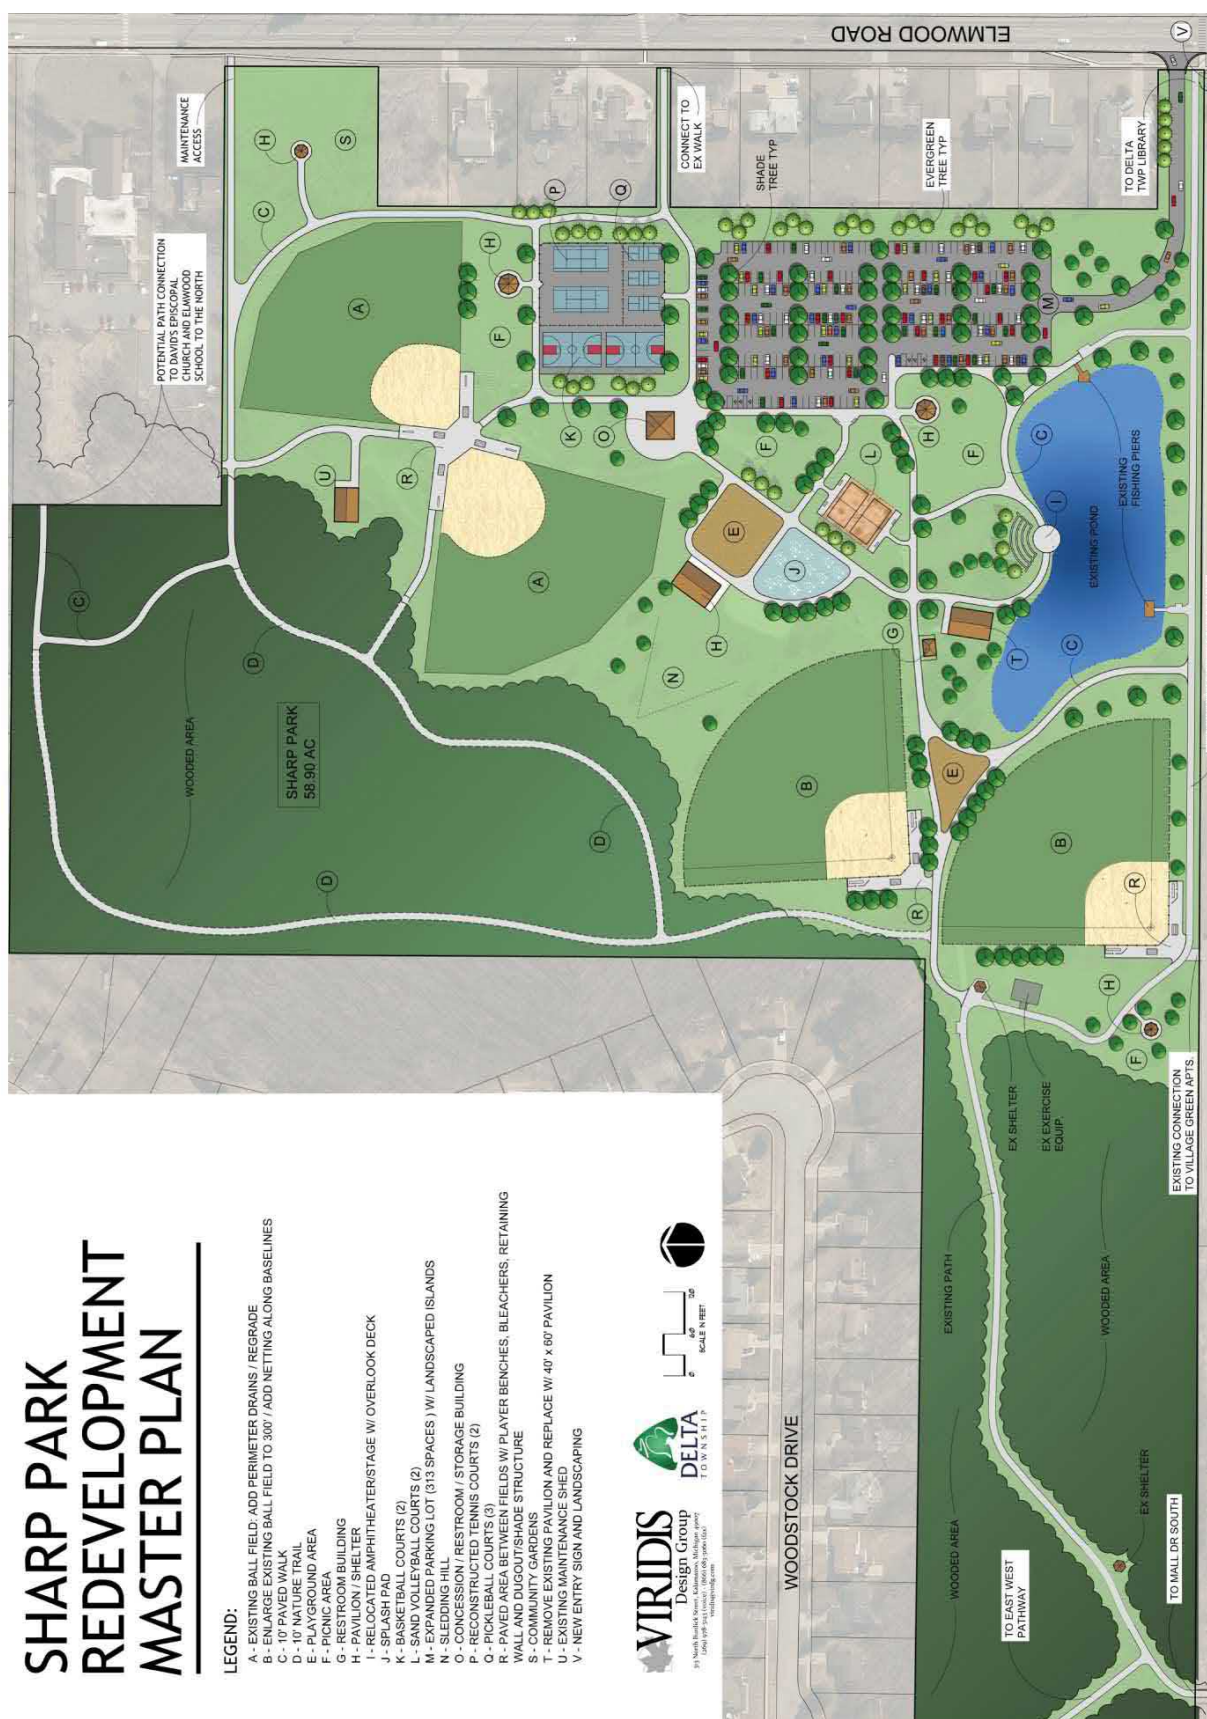 SHARP PARK
REDEVELOPMENT
MASTER PLAN
LEGEND:
A - EXISTING BALL FIELD: ADD PERIMETER DRAINS / REGRADE
B - ENLARGE EXISTING BALL FIELD TO 300' / ADD NETTING ALONG BASELINES
C - 10' PAVED WALK
D - 10' NATURE TRAIL
E - PLAYGROUND AREA
F - PICNIC AREA
G - RESTROOM BUILDING
H - PAVILION / SHELTER
I - RELOCATED AMPHITHEATER/STAGE W/ OVERLOOK DECK
J - SPLASH PAD
K - BASKETBALL COURTS (2)
L - SAND VOLLEYBALL COURTS (2)
M - EXPANDED PARKING LOT (313 SPACES ) W/ LANDSCAPED ISLANDS
N - SLEDDING HILL
O - CONCESSION / RESTROOM / STORAGE BUILDING
P - RECONSTRUCTED TENNIS COURTS (2)
Q - PICKLEBALL COURTS (3)
R - PAVED AREA BETWEEN FIELDS W/ PLAYER BENCHES, BLEACHERS, RETAINING
WALL AND DUGOUT/SHADE STRUCTURE
S - COMMUNITY GARDENS
T - REMOVE EXISTING PAVILION AND REPLACE W/ 40' x 60' PAVILION
U - EXISTING MAINTENANCE SHED
V - NEW ENTRY SIGN AND LANDSCAPING
VIRIDIS
Design Group
DELTA
TOWNSHIP
0 60 120
SCALE IN FEET
WOODSTOCK DRIVE
ELMWOOD ROAD
MAINTENANCE
ACCESS
POTENTIAL PATH CONNECTION
TO DAVID'S EPISCOPAL
CHURCH AND ELMWOOD
SCHOOL TO THE NORTH
CONNECT TO
EX WALK
SHADE
TREE TYP
EVERGREEN
TREE TYP
TO DELTA
TWP LIBRARY
WOODED AREA
SHARP PARK
58.90 AC
EXISTING POND
EXISTING
FISHING PIERS
EX SHELTER
EX EXERCISE
EQUIP.
EXISTING CONNECTION
TO VILLAGE GREEN APTS.
EXISTING PATH
WOODED AREA
WOODED AREA
EX SHELTER
TO EAST WEST
PATHWAY
TO MALL DR SOUTH
H
S
C
A
H
F
P
Q
K
O
R
U
A
C
D
D
D
E
J
H
N
F
L
H
F
M
C
I
G
T
C
E
B
B
R
R
H
F
V